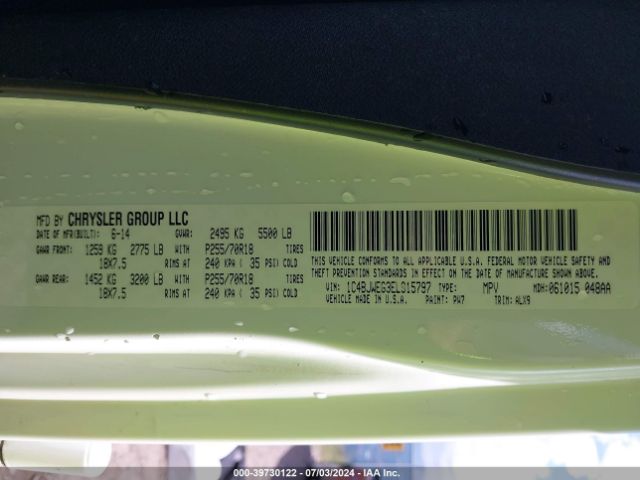 MFD BY CHRYSLER GROUP LLC
DATE OF MFR(BUILT): 6-14 GVWR: 2495 KG 5500 LB
GAWR FRONT: 1259 KG 2775 LB WITH P255/70R18 TIRES
18X7.5 RIMS AT 240 KPA ( 35 PSI) COLD
GAWR REAR: 1452 KG 3200 LB WITH P255/70R18 TIRES
18X7.5 RIMS AT 240 KPA ( 35 PSI) COLD
THIS VEHICLE CONFORMS TO ALL APPLICABLE U.S.A. FEDERAL MOTOR VEHICLE SAFETY AND
THEFT PREVENTION STANDARDS IN EFFECT ON THE DATE OF MANUFACTURE SHOWN ABOVE.
VIN: 1C4BJWEG3EL315797 TYPE: MPV MDH:061015 048AA
VEHICLE MADE IN U.S.A. PAINT: PW7 TRIM: ALX9
000-39730122 - 07/03/2024 - IAA Inc.